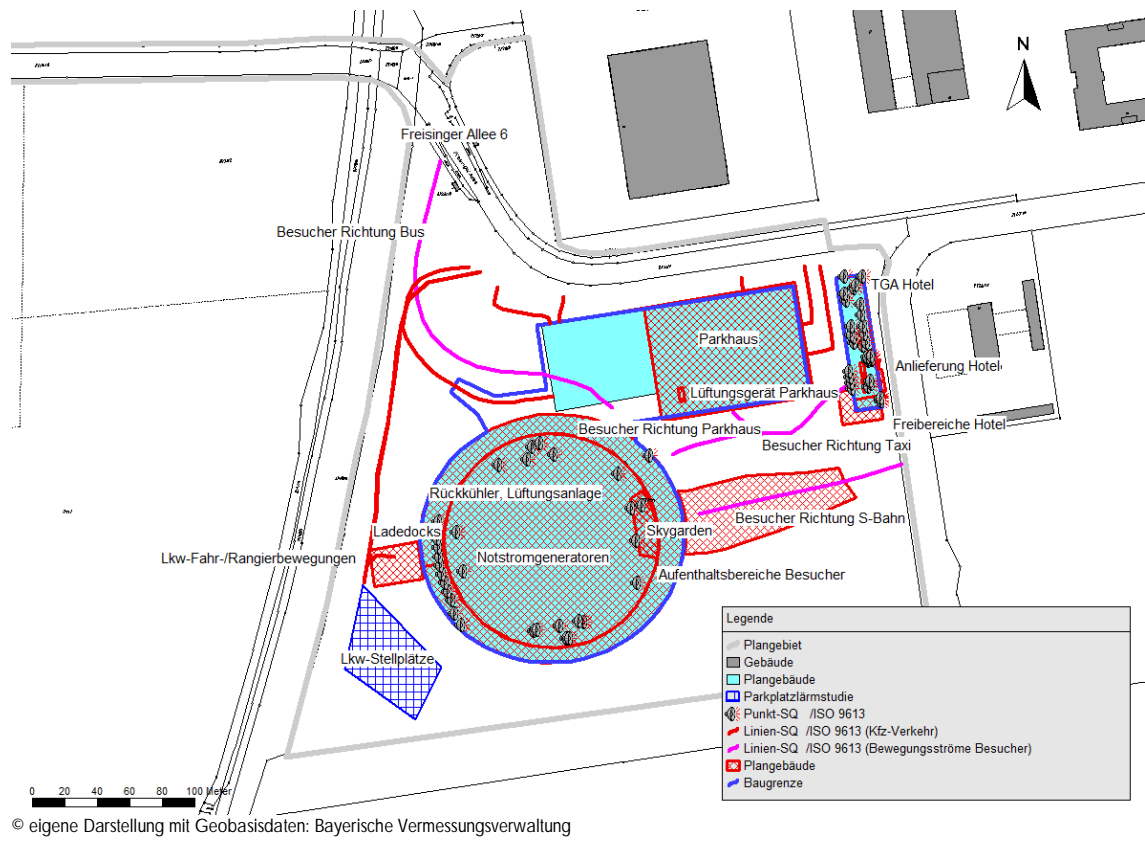 N
Freisinger Allee 6
Besucher Richtung Bus
TGA Hotel
Parkhaus
Anlieferung Hotel
Lüftungsgerät Parkhaus
Freibereiche Hotel
Besucher Richtung Parkhaus
Besucher Richtung Taxi
Rückkühler, Lüftungsanlage
Besucher Richtung S-Bahn
Skygarden
Ladedocks
Lkw-Fahr-/Rangierbewegungen
Notstromgeneratoren
Aufenthaltsbereiche Besucher
Lkw-Stellplätze
Legende
Plangebiet
Gebäude
Plangebäude
Parkplatzlärmstudie
Punkt-SQ /ISO 9613
Linien-SQ /ISO 9613 (Kfz-Verkehr)
Linien-SQ /ISO 9613 (Bewegungsströme Besucher)
Plangebäude
Baugrenze
0 20 40 60 80 100 Meter
© eigene Darstellung mit Geobasisdaten: Bayerische Vermessungsverwaltung